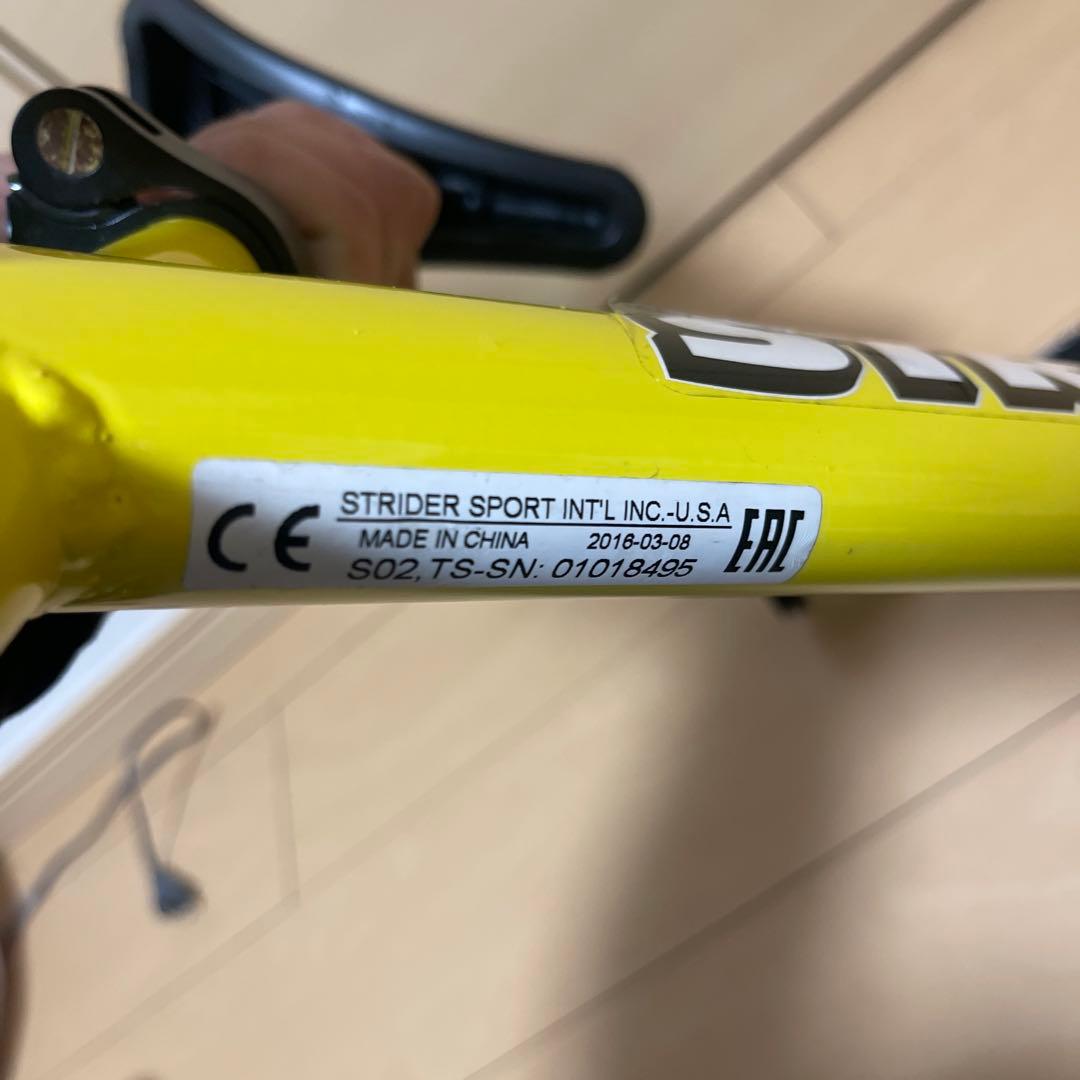 STRIDER SPORT INT'L INC.-U.S.A
CE
MADE IN CHINA 2016-03-08
EAC
S02,TS-SN: 01018495